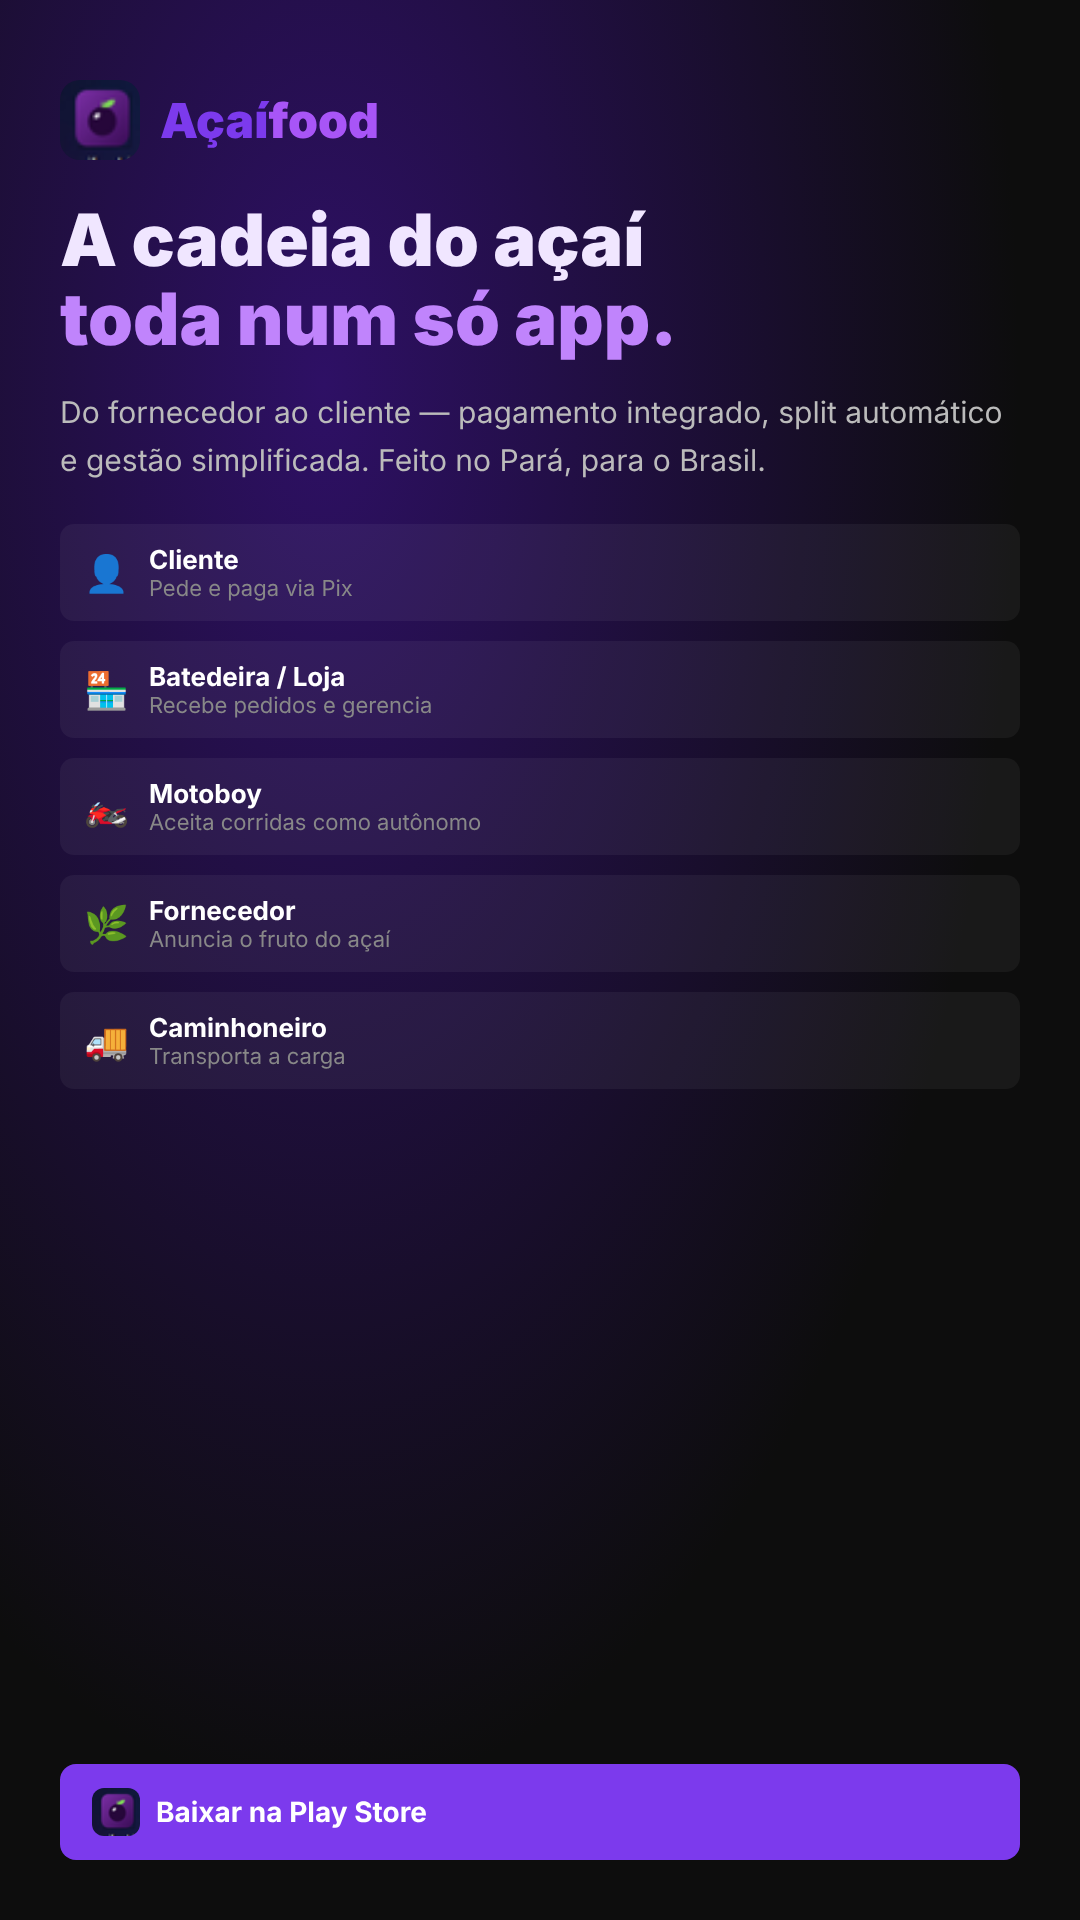 Açaífood
A cadeia do açaí
toda num só app.
Do fornecedor ao cliente — pagamento integrado, split automático
e gestão simplificada. Feito no Pará, para o Brasil.
Cliente
Pede e paga via Pix
24
Batedeira / Loja
Recebe pedidos e gerencia
Motoboy
Aceita corridas como autônomo
Fornecedor
Anuncia o fruto do açaí
Caminhoneiro
Transporta a carga
Baixar na Play Store